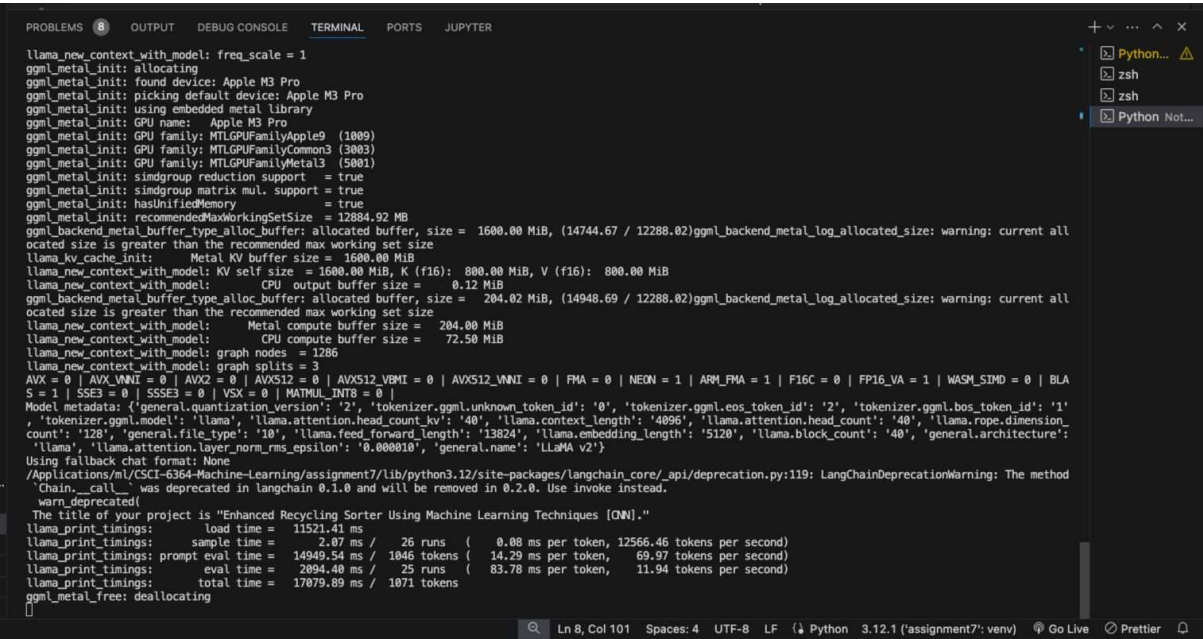 PROBLEMS 8 OUTPUT DEBUG CONSOLE TERMINAL PORTS JUPYTER
llama_new_context_with_model: freq_scale = 1
ggml_metal_init: allocating
ggml_metal_init: found device: Apple M3 Pro
ggml_metal_init: picking default device: Apple M3 Pro
ggml_metal_init: using embedded metal library
ggml_metal_init: GPU name:   Apple M3 Pro
ggml_metal_init: GPU family: MTLGPUFamilyApple9  (1009)
ggml_metal_init: GPU family: MTLGPUFamilyCommon3 (3003)
ggml_metal_init: GPU family: MTLGPUFamilyMetal3  (5001)
ggml_metal_init: simdgroup reduction support   = true
ggml_metal_init: simdgroup matrix mul. support = true
ggml_metal_init: hasUnifiedMemory              = true
ggml_metal_init: recommendedMaxWorkingSetSize  = 12884.92 MB
ggml_backend_metal_buffer_type_alloc_buffer: allocated buffer, size =  1600.00 MiB, (14744.67 / 12288.02)ggml_backend_metal_log_allocated_size: warning: current all
ocated size is greater than the recommended max working set size
llama_kv_cache_init:      Metal KV buffer size =  1600.00 MiB
llama_new_context_with_model: KV self size  = 1600.00 MiB, K (f16):  800.00 MiB, V (f16):  800.00 MiB
llama_new_context_with_model:        CPU  output buffer size =     0.12 MiB
ggml_backend_metal_buffer_type_alloc_buffer: allocated buffer, size =   204.02 MiB, (14948.69 / 12288.02)ggml_backend_metal_log_allocated_size: warning: current all
ocated size is greater than the recommended max working set size
llama_new_context_with_model:      Metal compute buffer size =   204.00 MiB
llama_new_context_with_model:        CPU compute buffer size =    72.50 MiB
llama_new_context_with_model: graph nodes  = 1286
llama_new_context_with_model: graph splits = 3
AVX = 0 | AVX_VNNI = 0 | AVX2 = 0 | AVX512 = 0 | AVX512_VBMI = 0 | AVX512_VNNI = 0 | FMA = 0 | NEON = 1 | ARM_FMA = 1 | F16C = 0 | FP16_VA = 1 | WASM_SIMD = 0 | BLA
S = 1 | SSE3 = 0 | SSSE3 = 0 | VSX = 0 | MATMUL_INT8 = 0 |
Model metadata: {'general.quantization_version': '2', 'tokenizer.ggml.unknown_token_id': '0', 'tokenizer.ggml.eos_token_id': '2', 'tokenizer.ggml.bos_token_id': '1'
, 'tokenizer.ggml.model': 'llama', 'llama.attention.head_count_kv': '40', 'llama.context_length': '4096', 'llama.attention.head_count': '40', 'llama.rope.dimension_
count': '128', 'general.file_type': '10', 'llama.feed_forward_length': '13824', 'llama.embedding_length': '5120', 'llama.block_count': '40', 'general.architecture':
 'llama', 'llama.attention.layer_norm_rms_epsilon': '0.000010', 'general.name': 'LLaMA v2'}
Using fallback chat format: None
/Applications/ml/CSCI-6364-Machine-Learning/assignment7/lib/python3.12/site-packages/langchain_core/_api/deprecation.py:119: LangChainDeprecationWarning: The method
 `Chain.__call__` was deprecated in langchain 0.1.0 and will be removed in 0.2.0. Use invoke instead.
  warn_deprecated(
 The title of your project is "Enhanced Recycling Sorter Using Machine Learning Techniques [CNN]."
llama_print_timings:        load time =   11521.41 ms
llama_print_timings:      sample time =       2.07 ms /    26 runs   (    0.08 ms per token, 12566.46 tokens per second)
llama_print_timings: prompt eval time =   14949.54 ms /  1046 tokens (   14.29 ms per token,    69.97 tokens per second)
llama_print_timings:        eval time =    2094.40 ms /    25 runs   (   83.78 ms per token,    11.94 tokens per second)
llama_print_timings:       total time =   17079.89 ms /  1071 tokens
ggml_metal_free: deallocating
Python...
zsh
zsh
Python Not...
Ln 8, Col 101 Spaces: 4 UTF-8 LF Python 3.12.1 ('assignment7': venv) Go Live Prettier